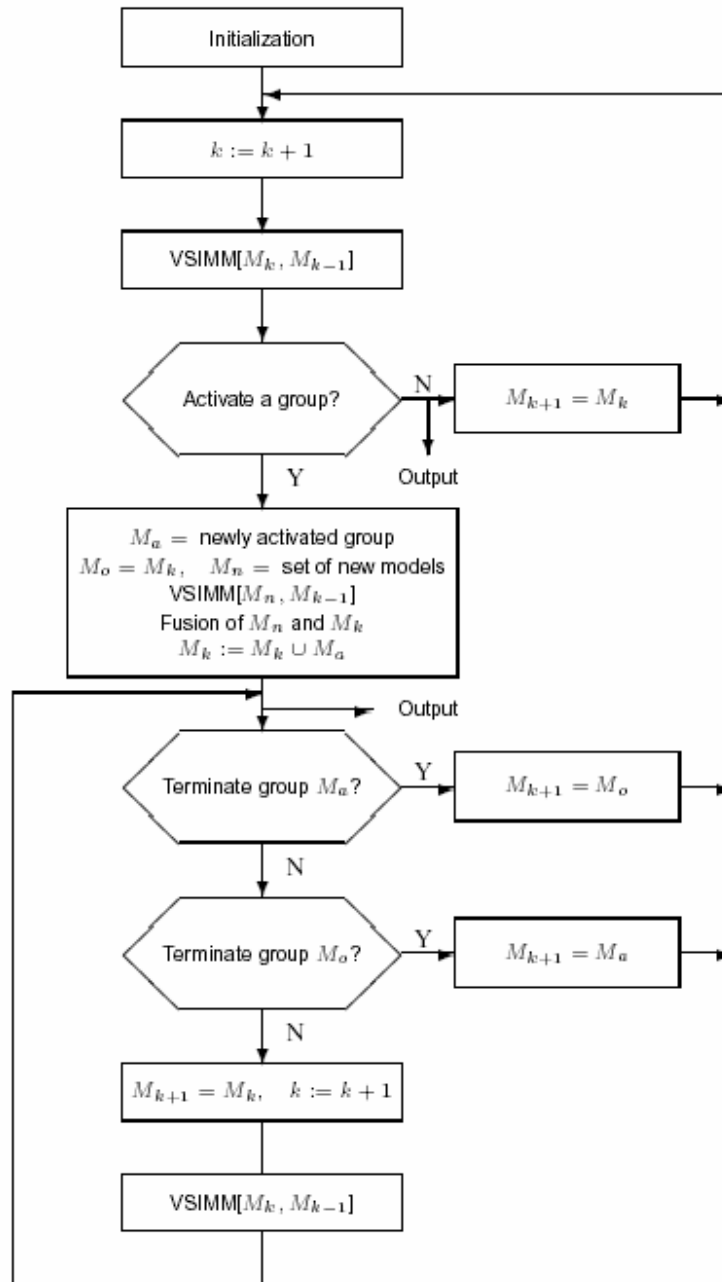 Initialization
k := k + 1
VSIMM[M_k, M_{k−1}]
Activate a group?
N
M_{k+1} = M_k
Output
Y
M_a = newly activated group
M_o = M_k, M_n = set of new models
VSIMM[M_n, M_{k−1}]
Fusion of M_n and M_k
M_k := M_k ∪ M_a
Output
Terminate group M_a?
Y
M_{k+1} = M_o
N
Terminate group M_o?
Y
M_{k+1} = M_a
N
M_{k+1} = M_k, k := k + 1
VSIMM[M_k, M_{k−1}]